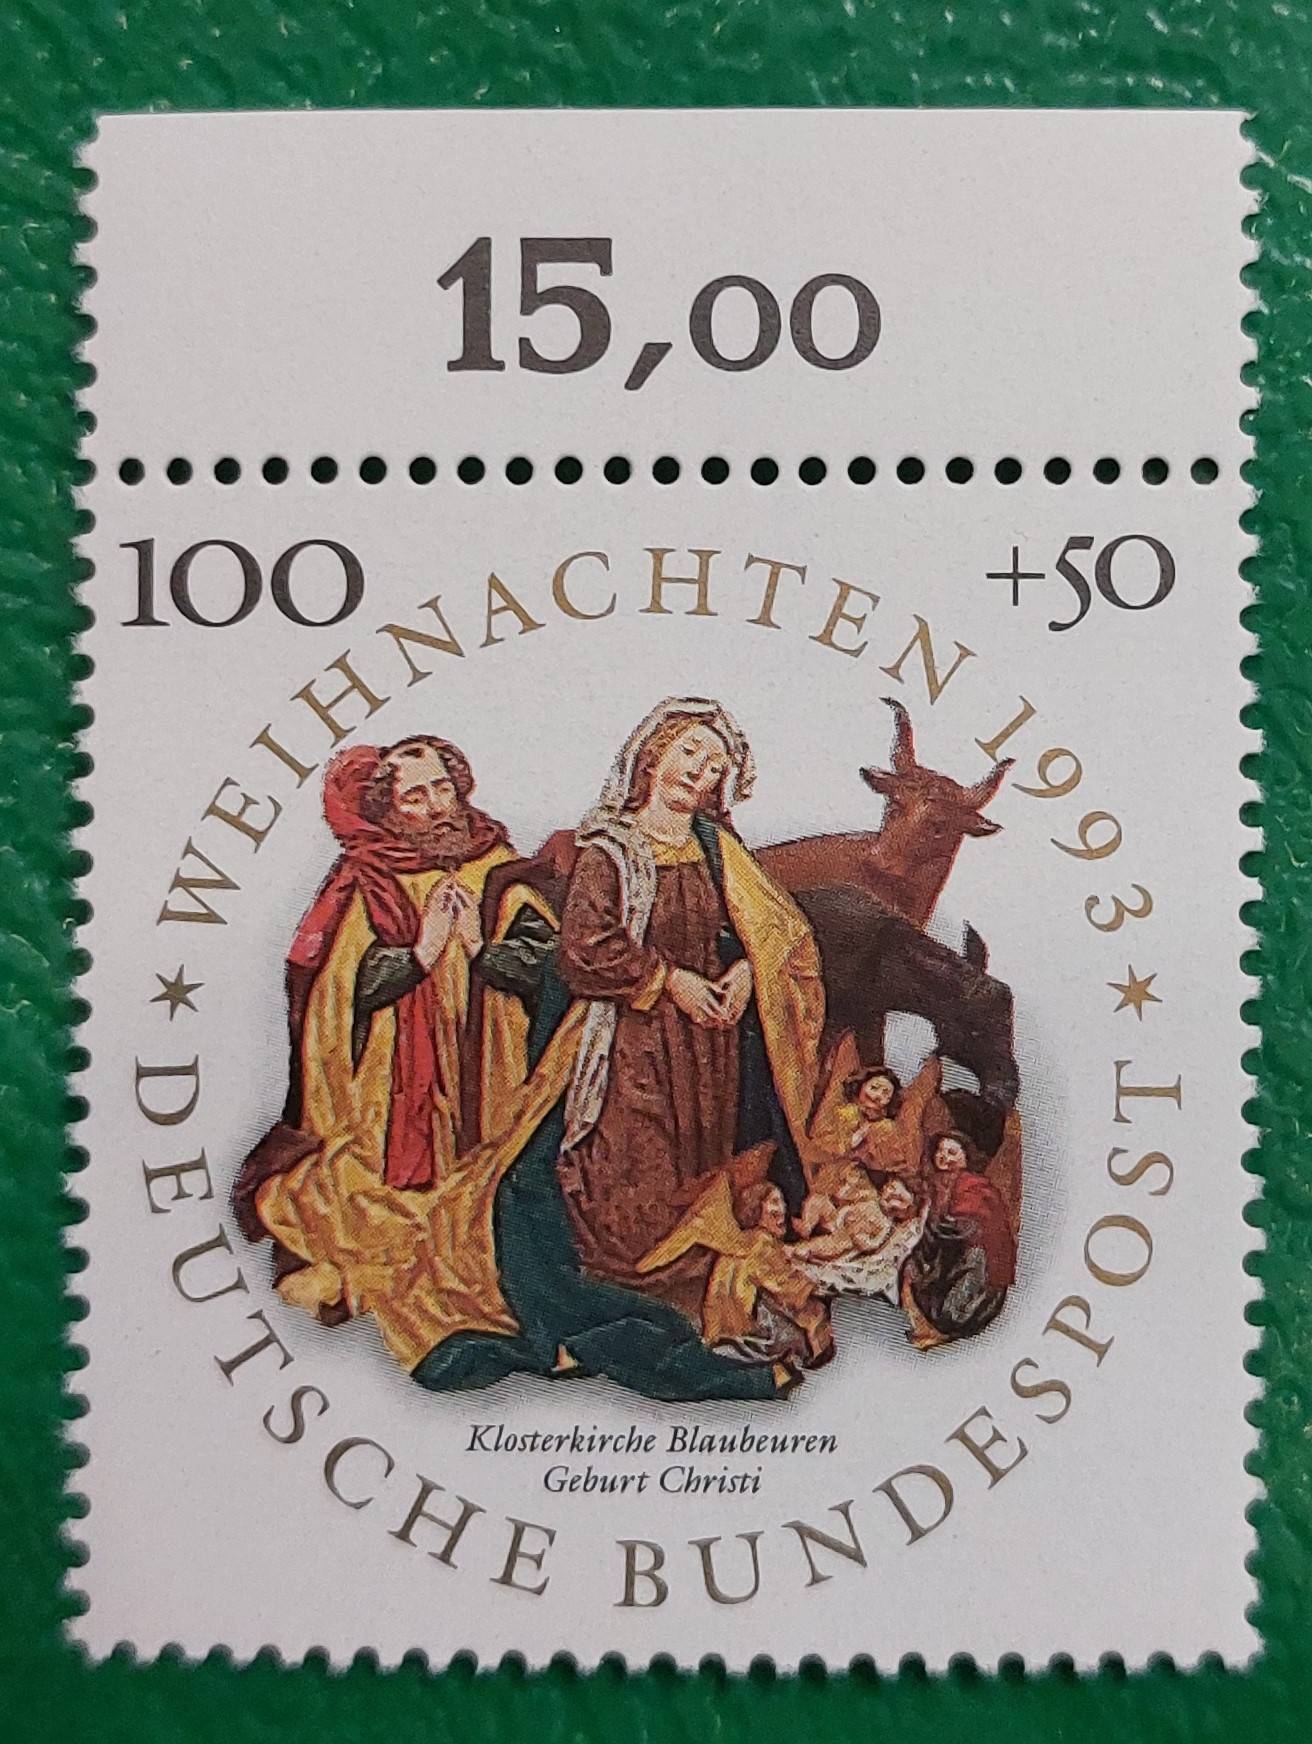 15,00
100
+50
WEIHNACHTEN 1993
DEUTSCHE BUNDESPOST
Klosterkirche Blaubeuren
Geburt Christi